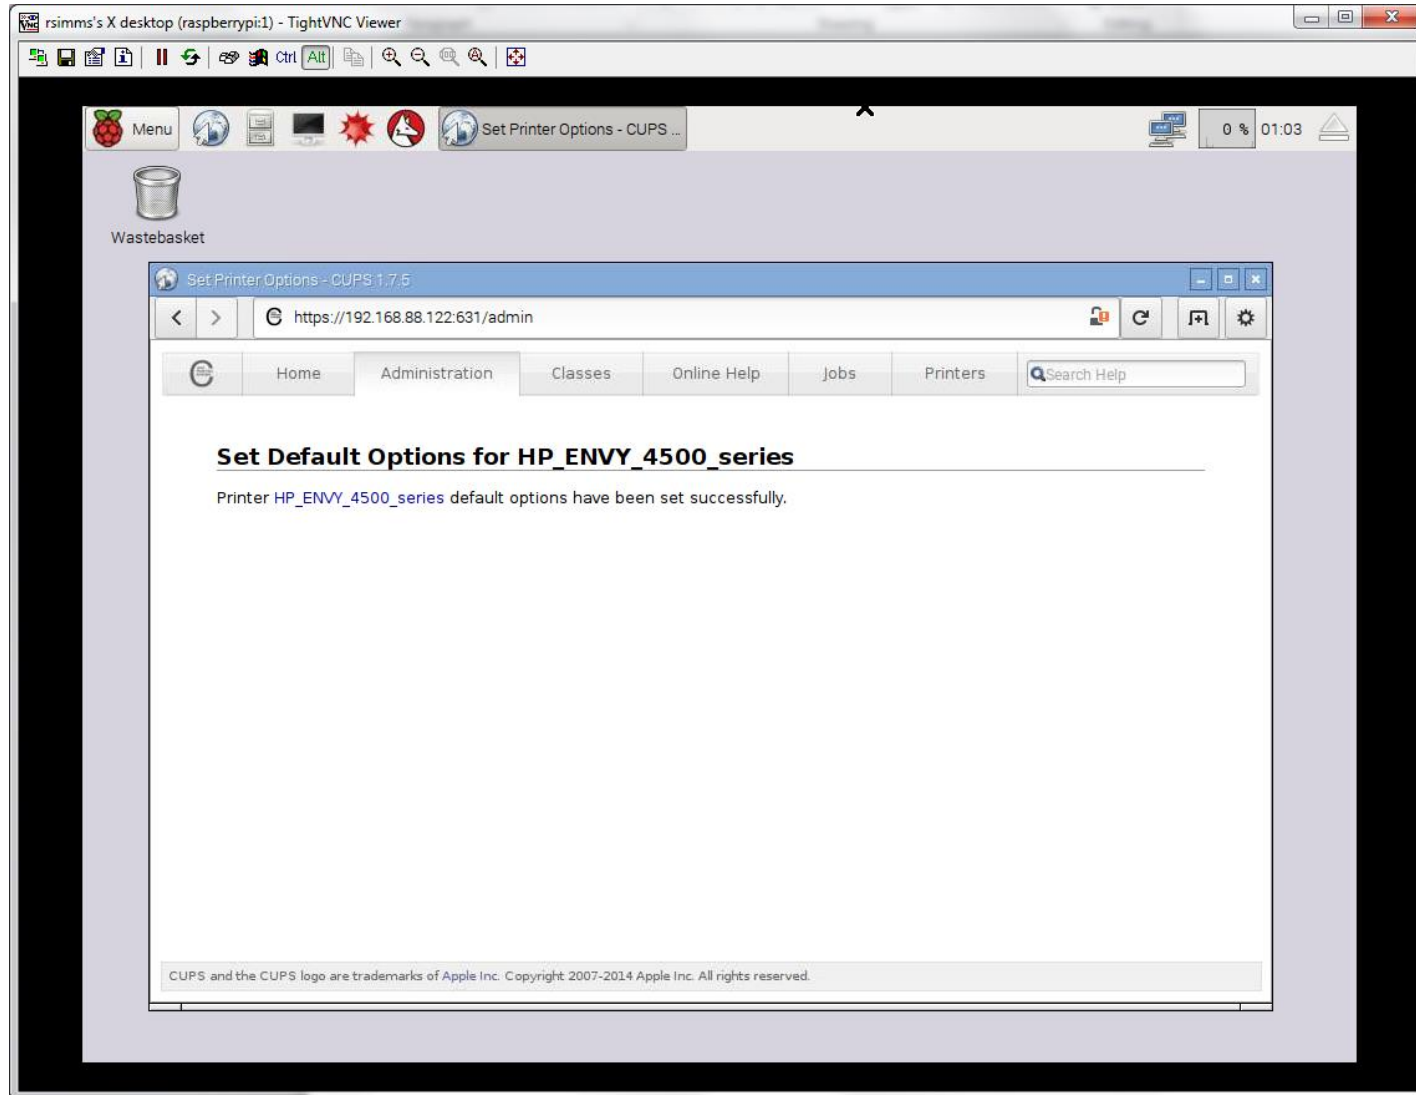 rsimms's X desktop (raspberrypi:1) - TightVNC Viewer
Ctrl Alt
Menu Set Printer Options - CUPS ... 0 % 01:03
Wastebasket
Set Printer Options - CUPS 1.7.5
https://192.168.88.122:631/admin
Home Administration Classes Online Help Jobs Printers Search Help
Set Default Options for HP_ENVY_4500_series
Printer HP_ENVY_4500_series default options have been set successfully.
CUPS and the CUPS logo are trademarks of Apple Inc. Copyright 2007-2014 Apple Inc. All rights reserved.